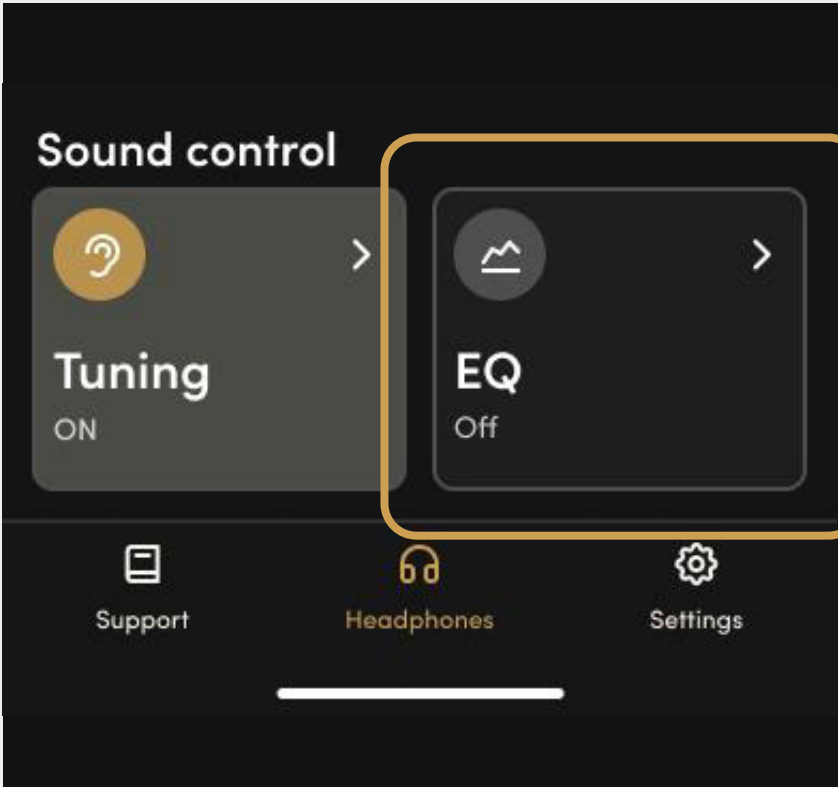 Sound control
Tuning
ON
EQ
Off
Support
Headphones
Settings